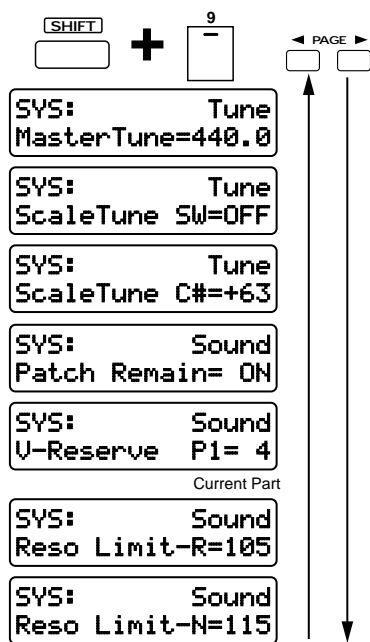 SHIFT
9
◄ PAGE ►
+
SYS: Tune
MasterTune=440.0
SYS: Tune
ScaleTune SW=OFF
SYS: Tune
ScaleTune C#=+63
SYS: Sound
Patch Remain= ON
SYS: Sound
V-Reserve P1= 4
Current Part
SYS: Sound
Reso Limit-R=105
SYS: Sound
Reso Limit-N=115